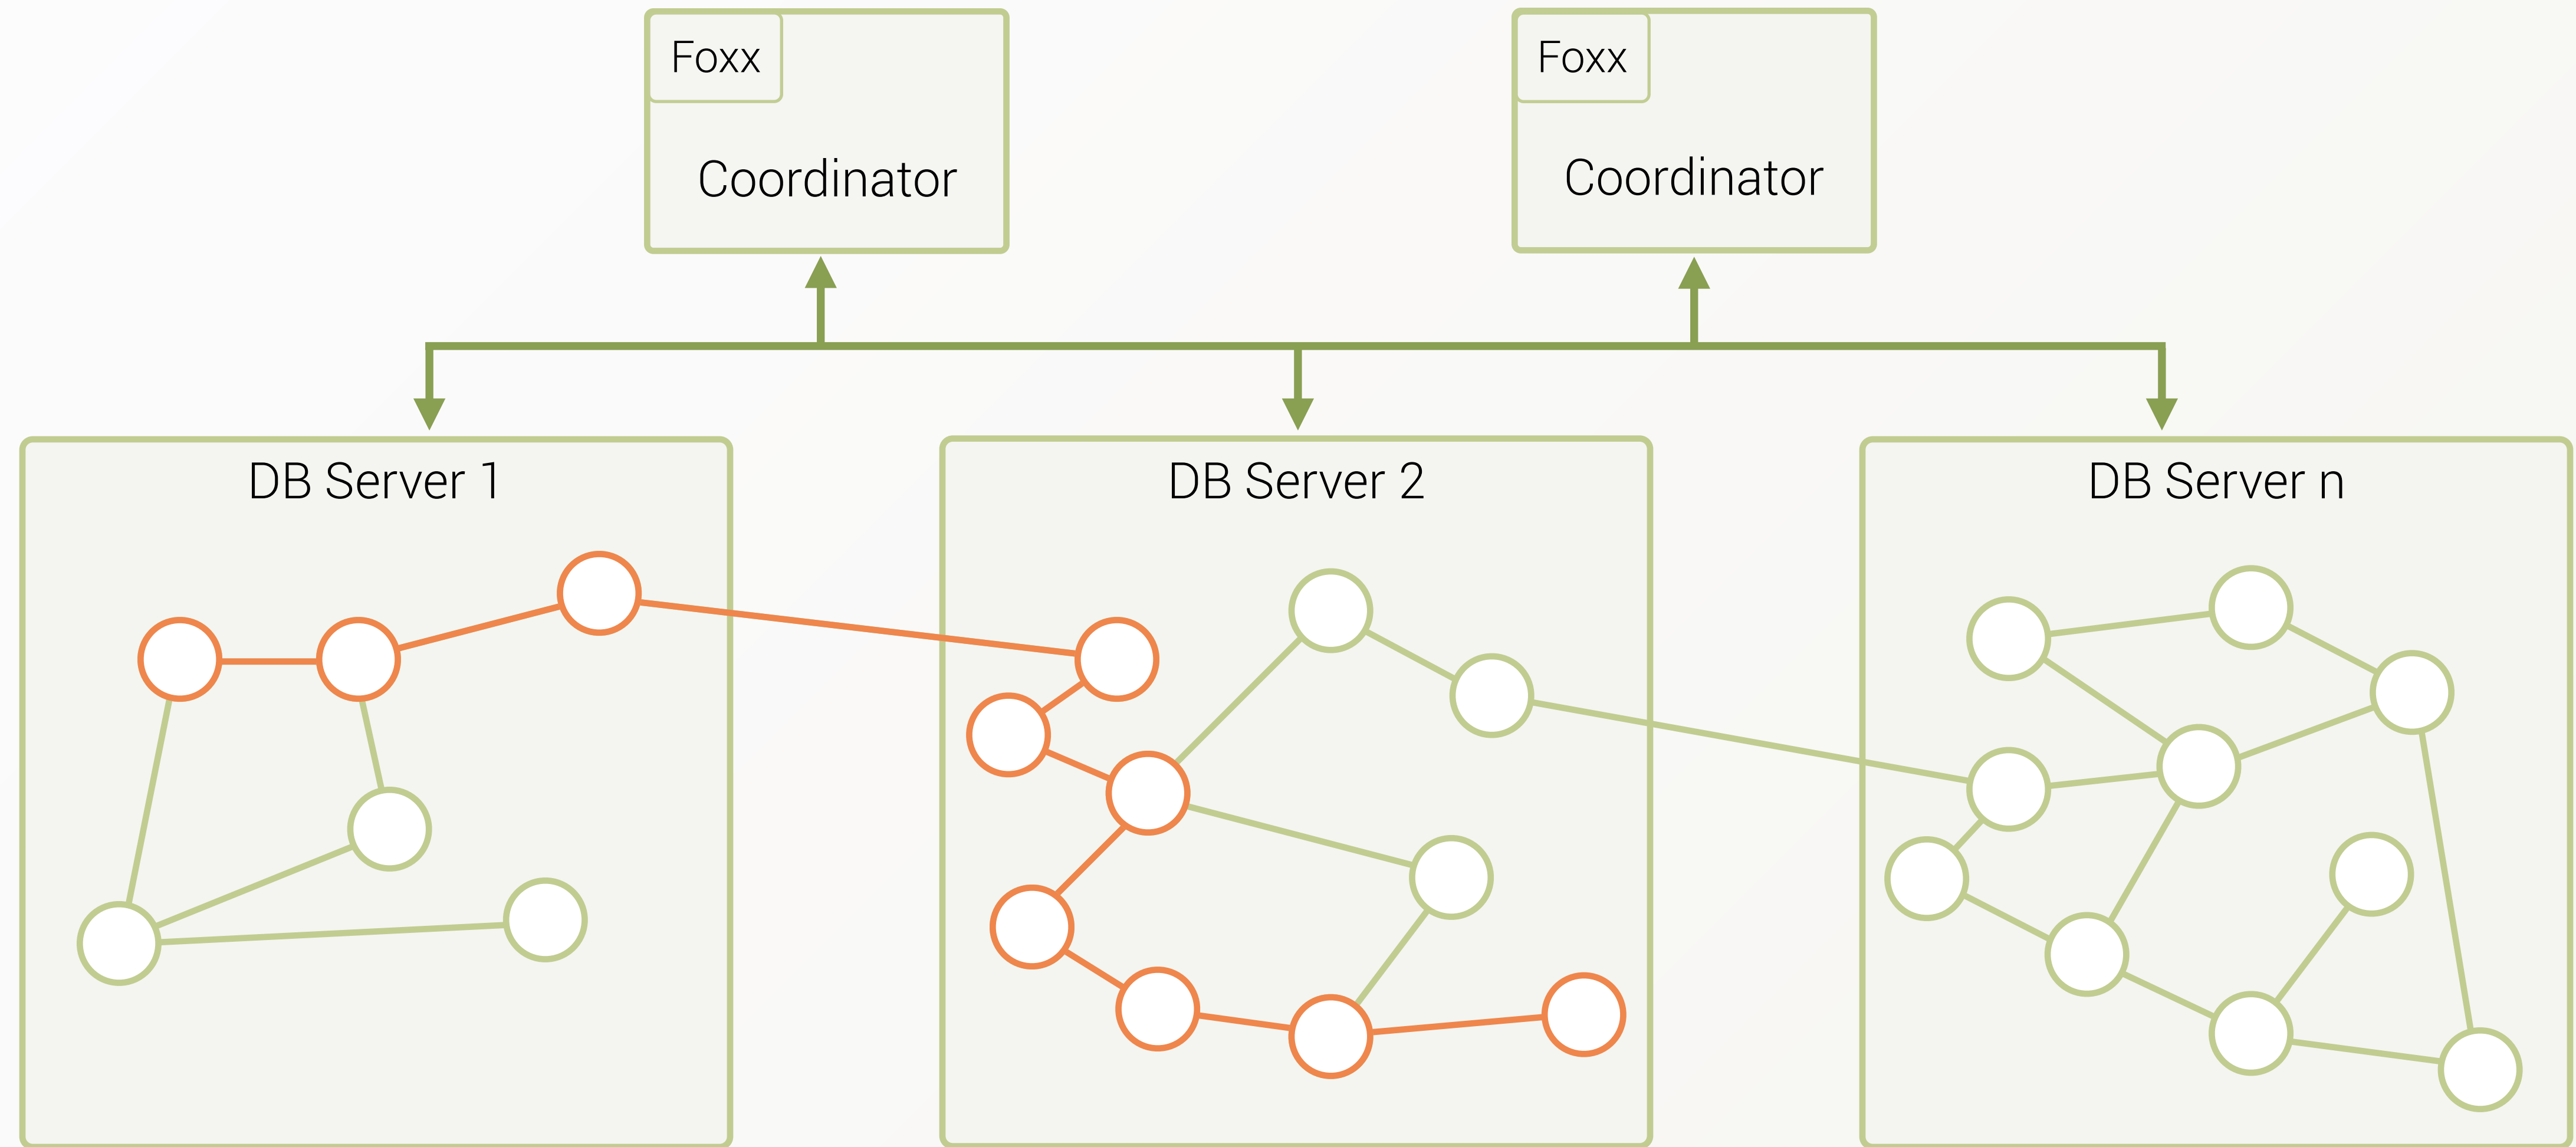 Foxx
Coordinator
Foxx
Coordinator
DB Server 1
DB Server 2
DB Server n